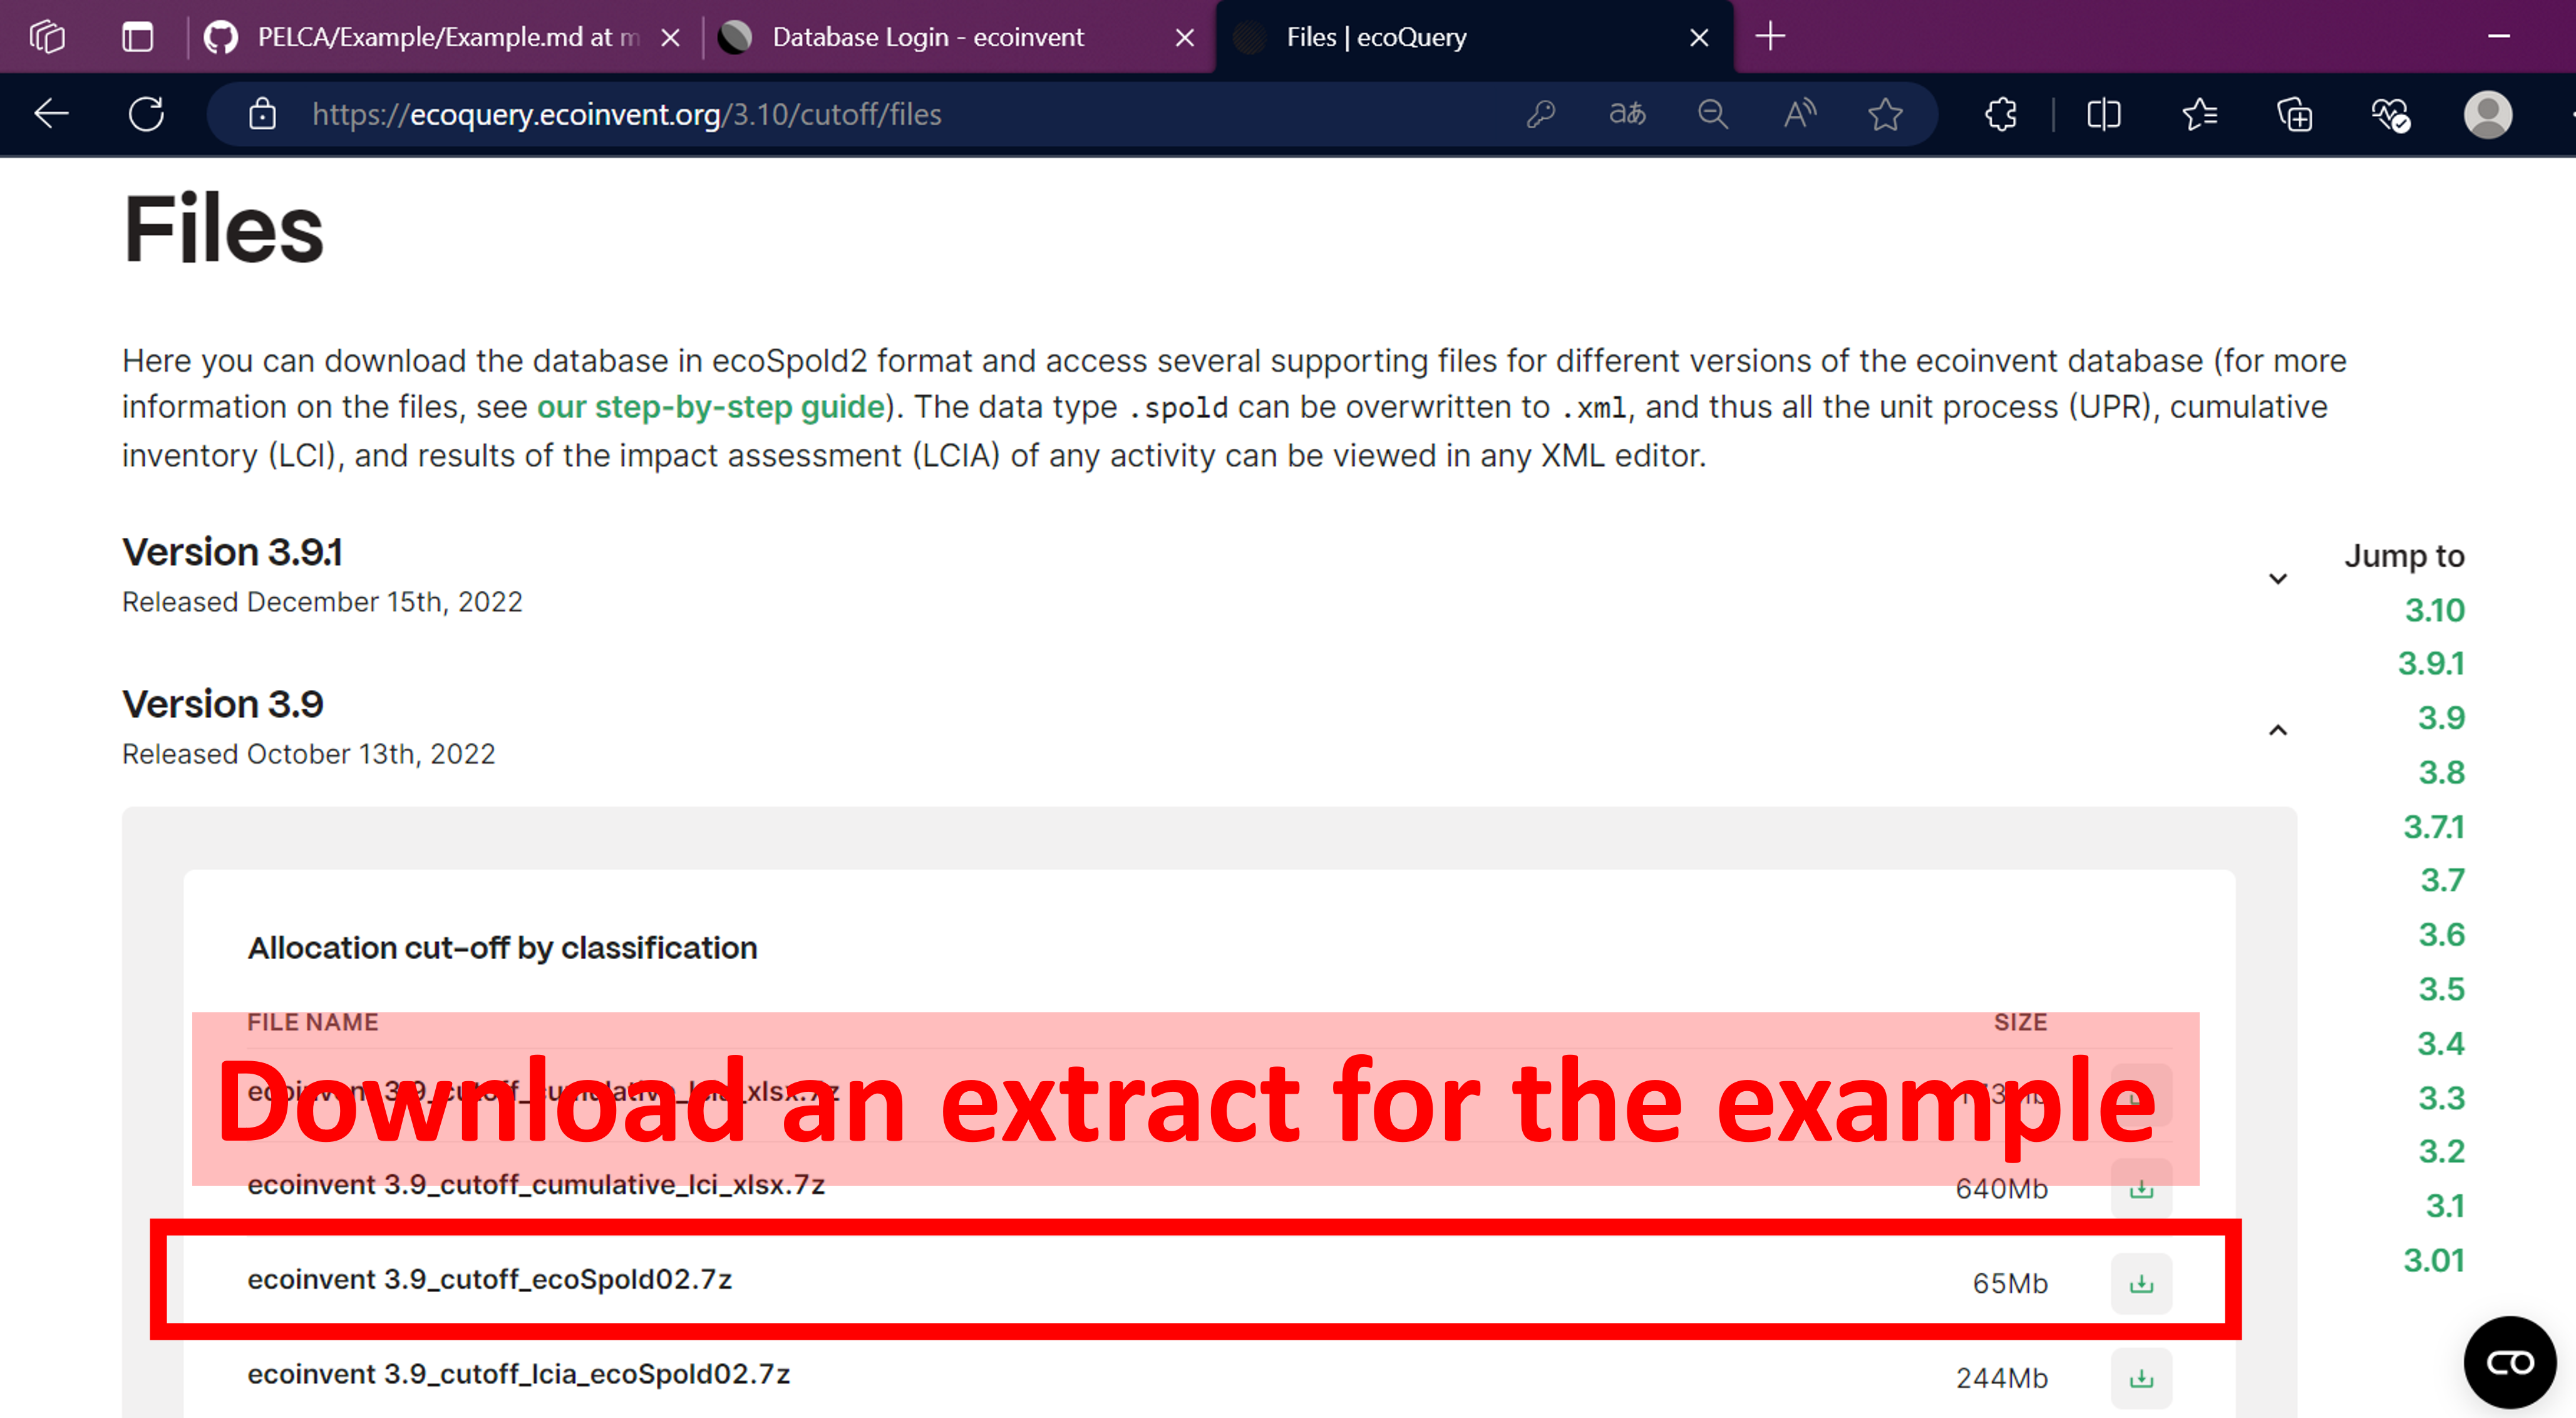 PELCA/Example/Example.md at m
Database Login - ecoinvent
Files | ecoQuery
https://ecoquery.ecoinvent.org/3.10/cutoff/files
Files
Here you can download the database in ecoSpold2 format and access several supporting files for different versions of the ecoinvent database (for more
information on the files, see our step-by-step guide). The data type .spold can be overwritten to .xml, and thus all the unit process (UPR), cumulative
inventory (LCI), and results of the impact assessment (LCIA) of any activity can be viewed in any XML editor.
Version 3.9.1
Released December 15th, 2022
Version 3.9
Released October 13th, 2022
Jump to
3.10
3.9.1
3.9
3.8
3.7.1
3.7
3.6
3.5
3.4
3.3
3.2
3.1
3.01
Allocation cut-off by classification
FILE NAME SIZE
Download an extract for the example
ecoinvent 3.9_cutoff_cumulative_lci_xlsx.7z 640Mb
ecoinvent 3.9_cutoff_ecoSpold02.7z 65Mb
ecoinvent 3.9_cutoff_lcia_ecoSpold02.7z 244Mb